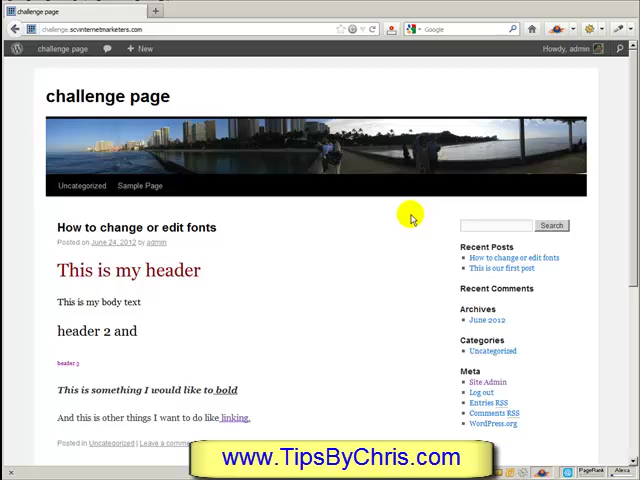 challenge page
+
challenge.scvinternetmarketers.com
Google
challenge page
+ New
Howdy, admin
challenge page
Uncategorized
Sample Page
Search
How to change or edit fonts
Posted on June 24, 2012 by admin
This is my header
This is my body text
header 2 and
header 3
This is something I would like to bold
And this is other things I want to do like linking.
Posted in Uncategorized | Leave a comme
Recent Posts
How to change or edit fonts
This is our first post
Recent Comments
Archives
June 2012
Categories
Uncategorized
Meta
Site Admin
Log out
Entries RSS
Comments RSS
WordPress.org
www.TipsByChris.com
PageRank
Alexa